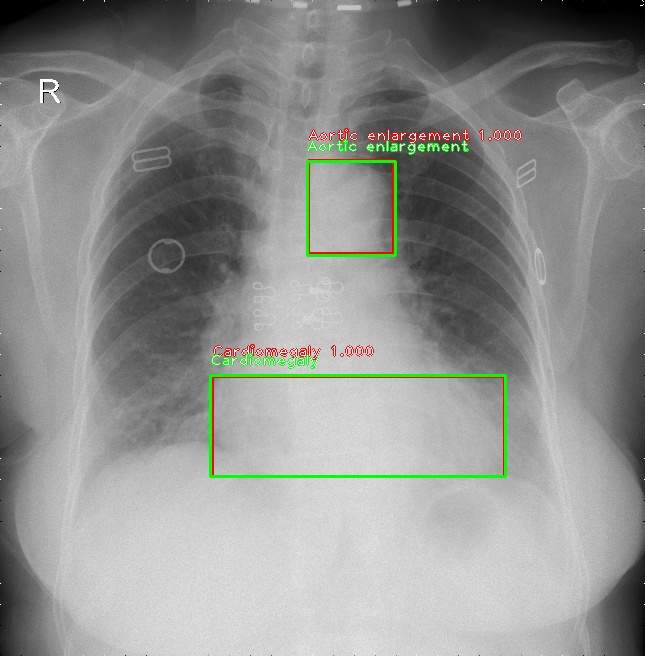 R
Aortic enlargement 1.000
Aortic enlargement
Cardiomegaly 1.000
Cardiomegaly